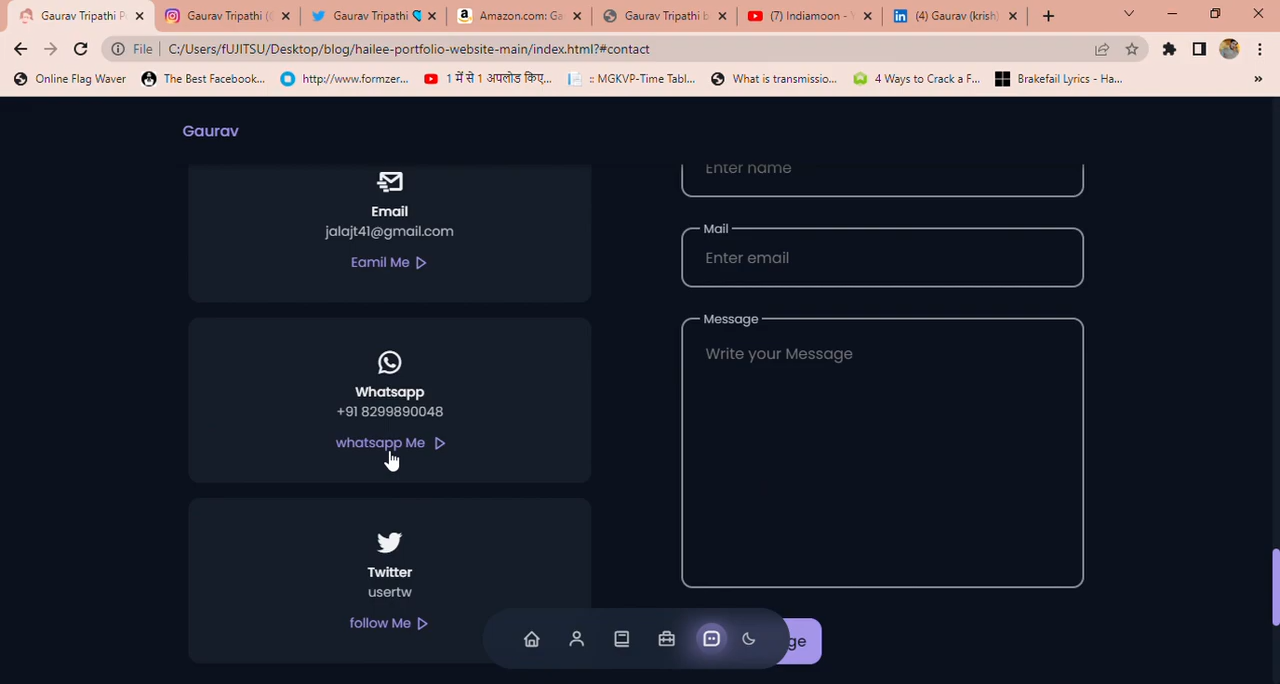 Gaurav Tripathi P
Gaurav Tripathi (
Gaurav Tripathi
Amazon.com: Ga
Gaurav Tripathi b
(7) Indiamoon - Y
(4) Gaurav (krish)
File
C:/Users/fUJITSU/Desktop/blog/hailee-portfolio-website-main/index.html?#contact
Online Flag Waver
The Best Facebook...
http://www.formzer...
1 में से 1 अपलोड किए...
:: MGKVP-Time Tabl...
What is transmissio...
4 Ways to Crack a F...
Brakefail Lyrics - Ha...
»
Gaurav
Email
jalajt41@gmail.com
Eamil Me
Whatsapp
+91 8299890048
whatsapp Me
Twitter
usertw
follow Me
Enter name
Mail
Enter email
Message
Write your Message
ge